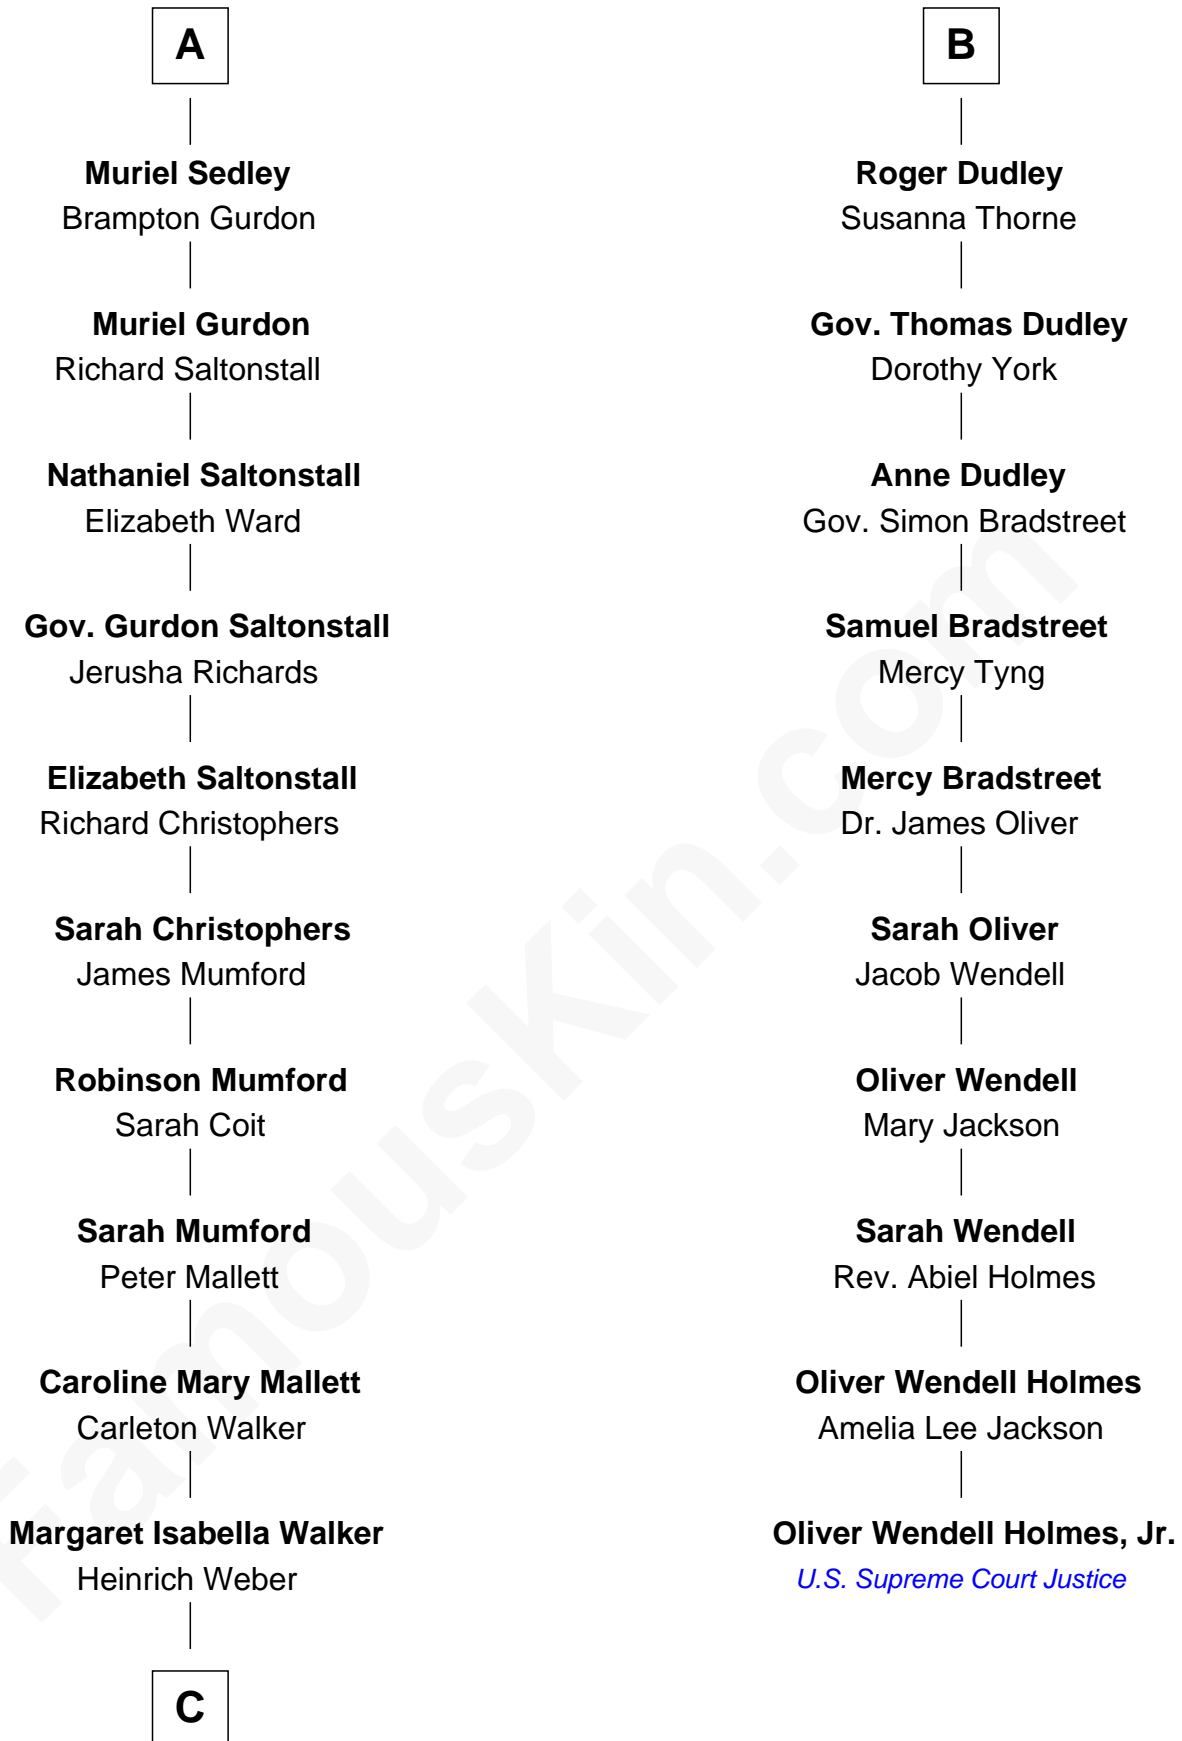 A
Muriel Sedley
Brampton Gurdon
Muriel Gurdon
Richard Saltonstall
Nathaniel Saltonstall
Elizabeth Ward
Gov. Gurdon Saltonstall
Jerusha Richards
Elizabeth Saltonstall
Richard Christophers
Sarah Christophers
James Mumford
Robinson Mumford
Sarah Coit
Sarah Mumford
Peter Mallett
Caroline Mary Mallett
Carleton Walker
Margaret Isabella Walker
Heinrich Weber
C
B
Roger Dudley
Susanna Thorne
Gov. Thomas Dudley
Dorothy York
Anne Dudley
Gov. Simon Bradstreet
Samuel Bradstreet
Mercy Tyng
Mercy Bradstreet
Dr. James Oliver
Sarah Oliver
Jacob Wendell
Oliver Wendell
Mary Jackson
Sarah Wendell
Rev. Abiel Holmes
Oliver Wendell Holmes
Amelia Lee Jackson
Oliver Wendell Holmes, Jr.
U.S. Supreme Court Justice
FamousKin.com